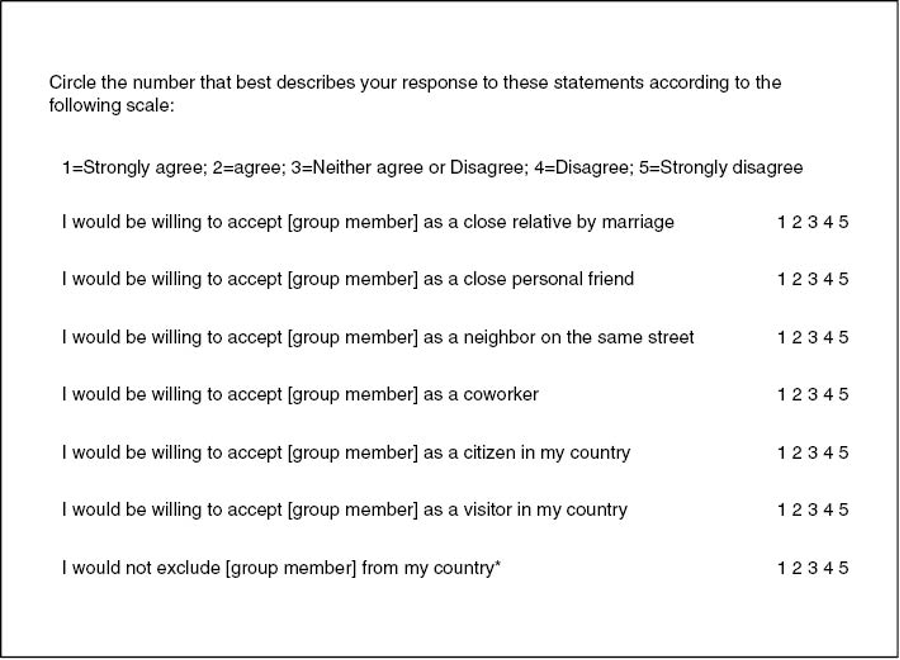 Circle the number that best describes your response to these statements according to the
following scale:
1=Strongly agree; 2=agree; 3=Neither agree or Disagree; 4=Disagree; 5=Strongly disagree
I would be willing to accept [group member] as a close relative by marriage 1 2 3 4 5
I would be willing to accept [group member] as a close personal friend 1 2 3 4 5
I would be willing to accept [group member] as a neighbor on the same street 1 2 3 4 5
I would be willing to accept [group member] as a coworker 1 2 3 4 5
I would be willing to accept [group member] as a citizen in my country 1 2 3 4 5
I would be willing to accept [group member] as a visitor in my country 1 2 3 4 5
I would not exclude [group member] from my country* 1 2 3 4 5